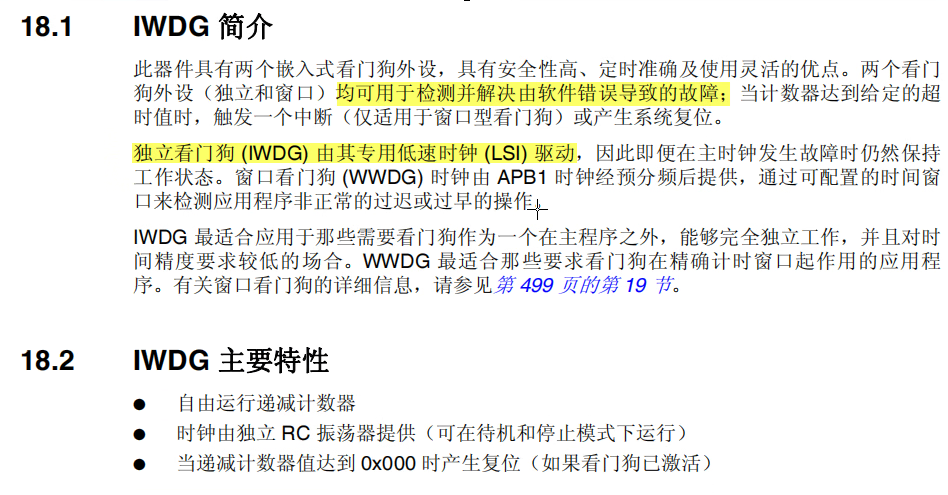 18.1 IWDG 简介
此器件具有两个嵌入式看门狗外设，具有安全性高、定时准确及使用灵活的优点。两个看门
狗外设（独立和窗口）均可用于检测并解决由软件错误导致的故障；当计数器达到给定的超
时值时，触发一个中断（仅适用于窗口型看门狗）或产生系统复位。
独立看门狗 (IWDG) 由其专用低速时钟 (LSI) 驱动，因此即便在主时钟发生故障时仍然保持
工作状态。窗口看门狗 (WWDG) 时钟由 APB1 时钟经预分频后提供，通过可配置的时间窗
口来检测应用程序非正常的过迟或过早的操作。
IWDG 最适合应用于那些需要看门狗作为一个在主程序之外，能够完全独立工作，并且对时
间精度要求较低的场合。WWDG 最适合那些要求看门狗在精确计时窗口起作用的应用程
序。有关窗口看门狗的详细信息，请参见第 499 页的第 19 节。
18.2 IWDG 主要特性
● 自由运行递减计数器
● 时钟由独立 RC 振荡器提供（可在待机和停止模式下运行）
● 当递减计数器值达到 0x000 时产生复位（如果看门狗已激活）